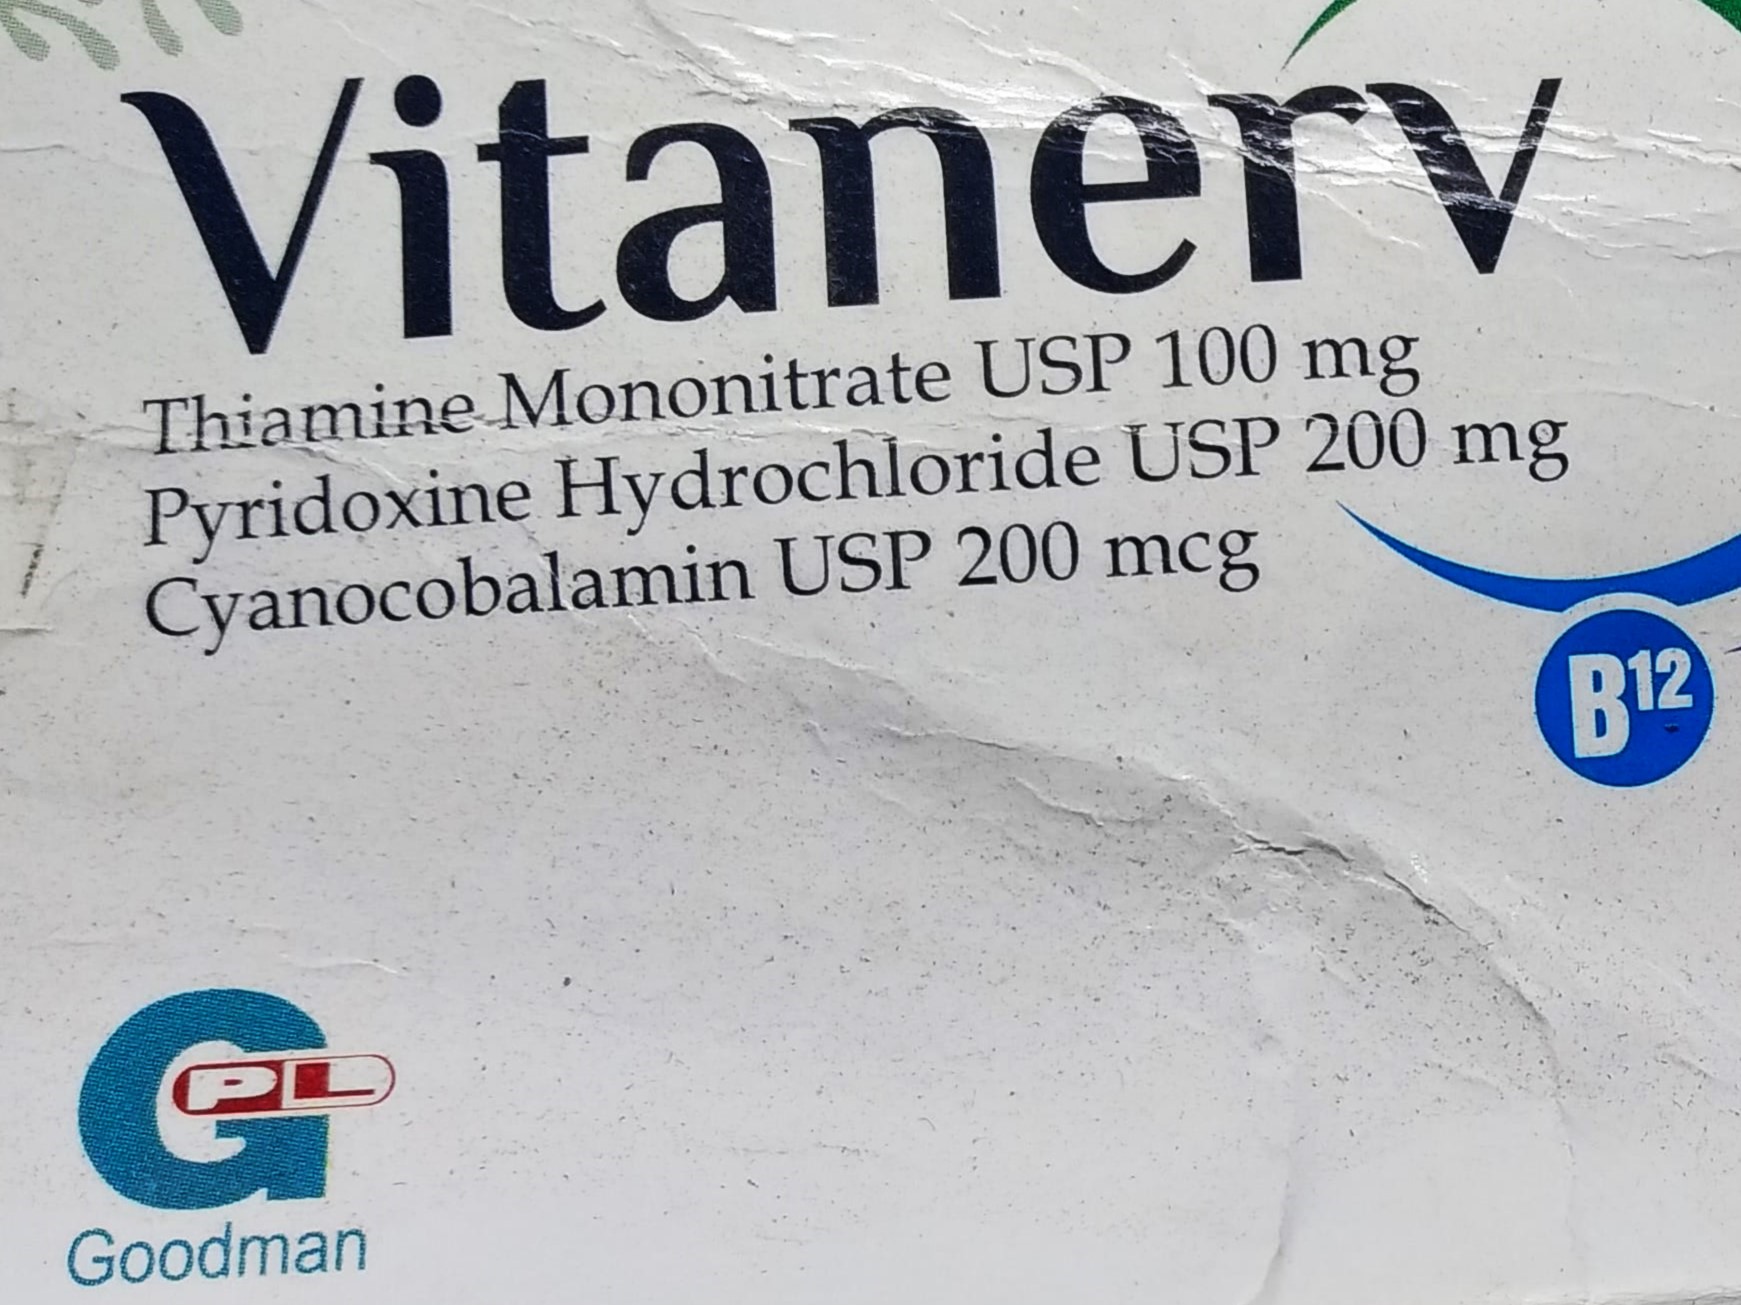 Vitanerv
Thiamine Mononitrate USP 100 mg
Pyridoxine Hydrochloride USP 200 mg
Cyanocobalamin USP 200 mcg
B12
G
PL
Goodman